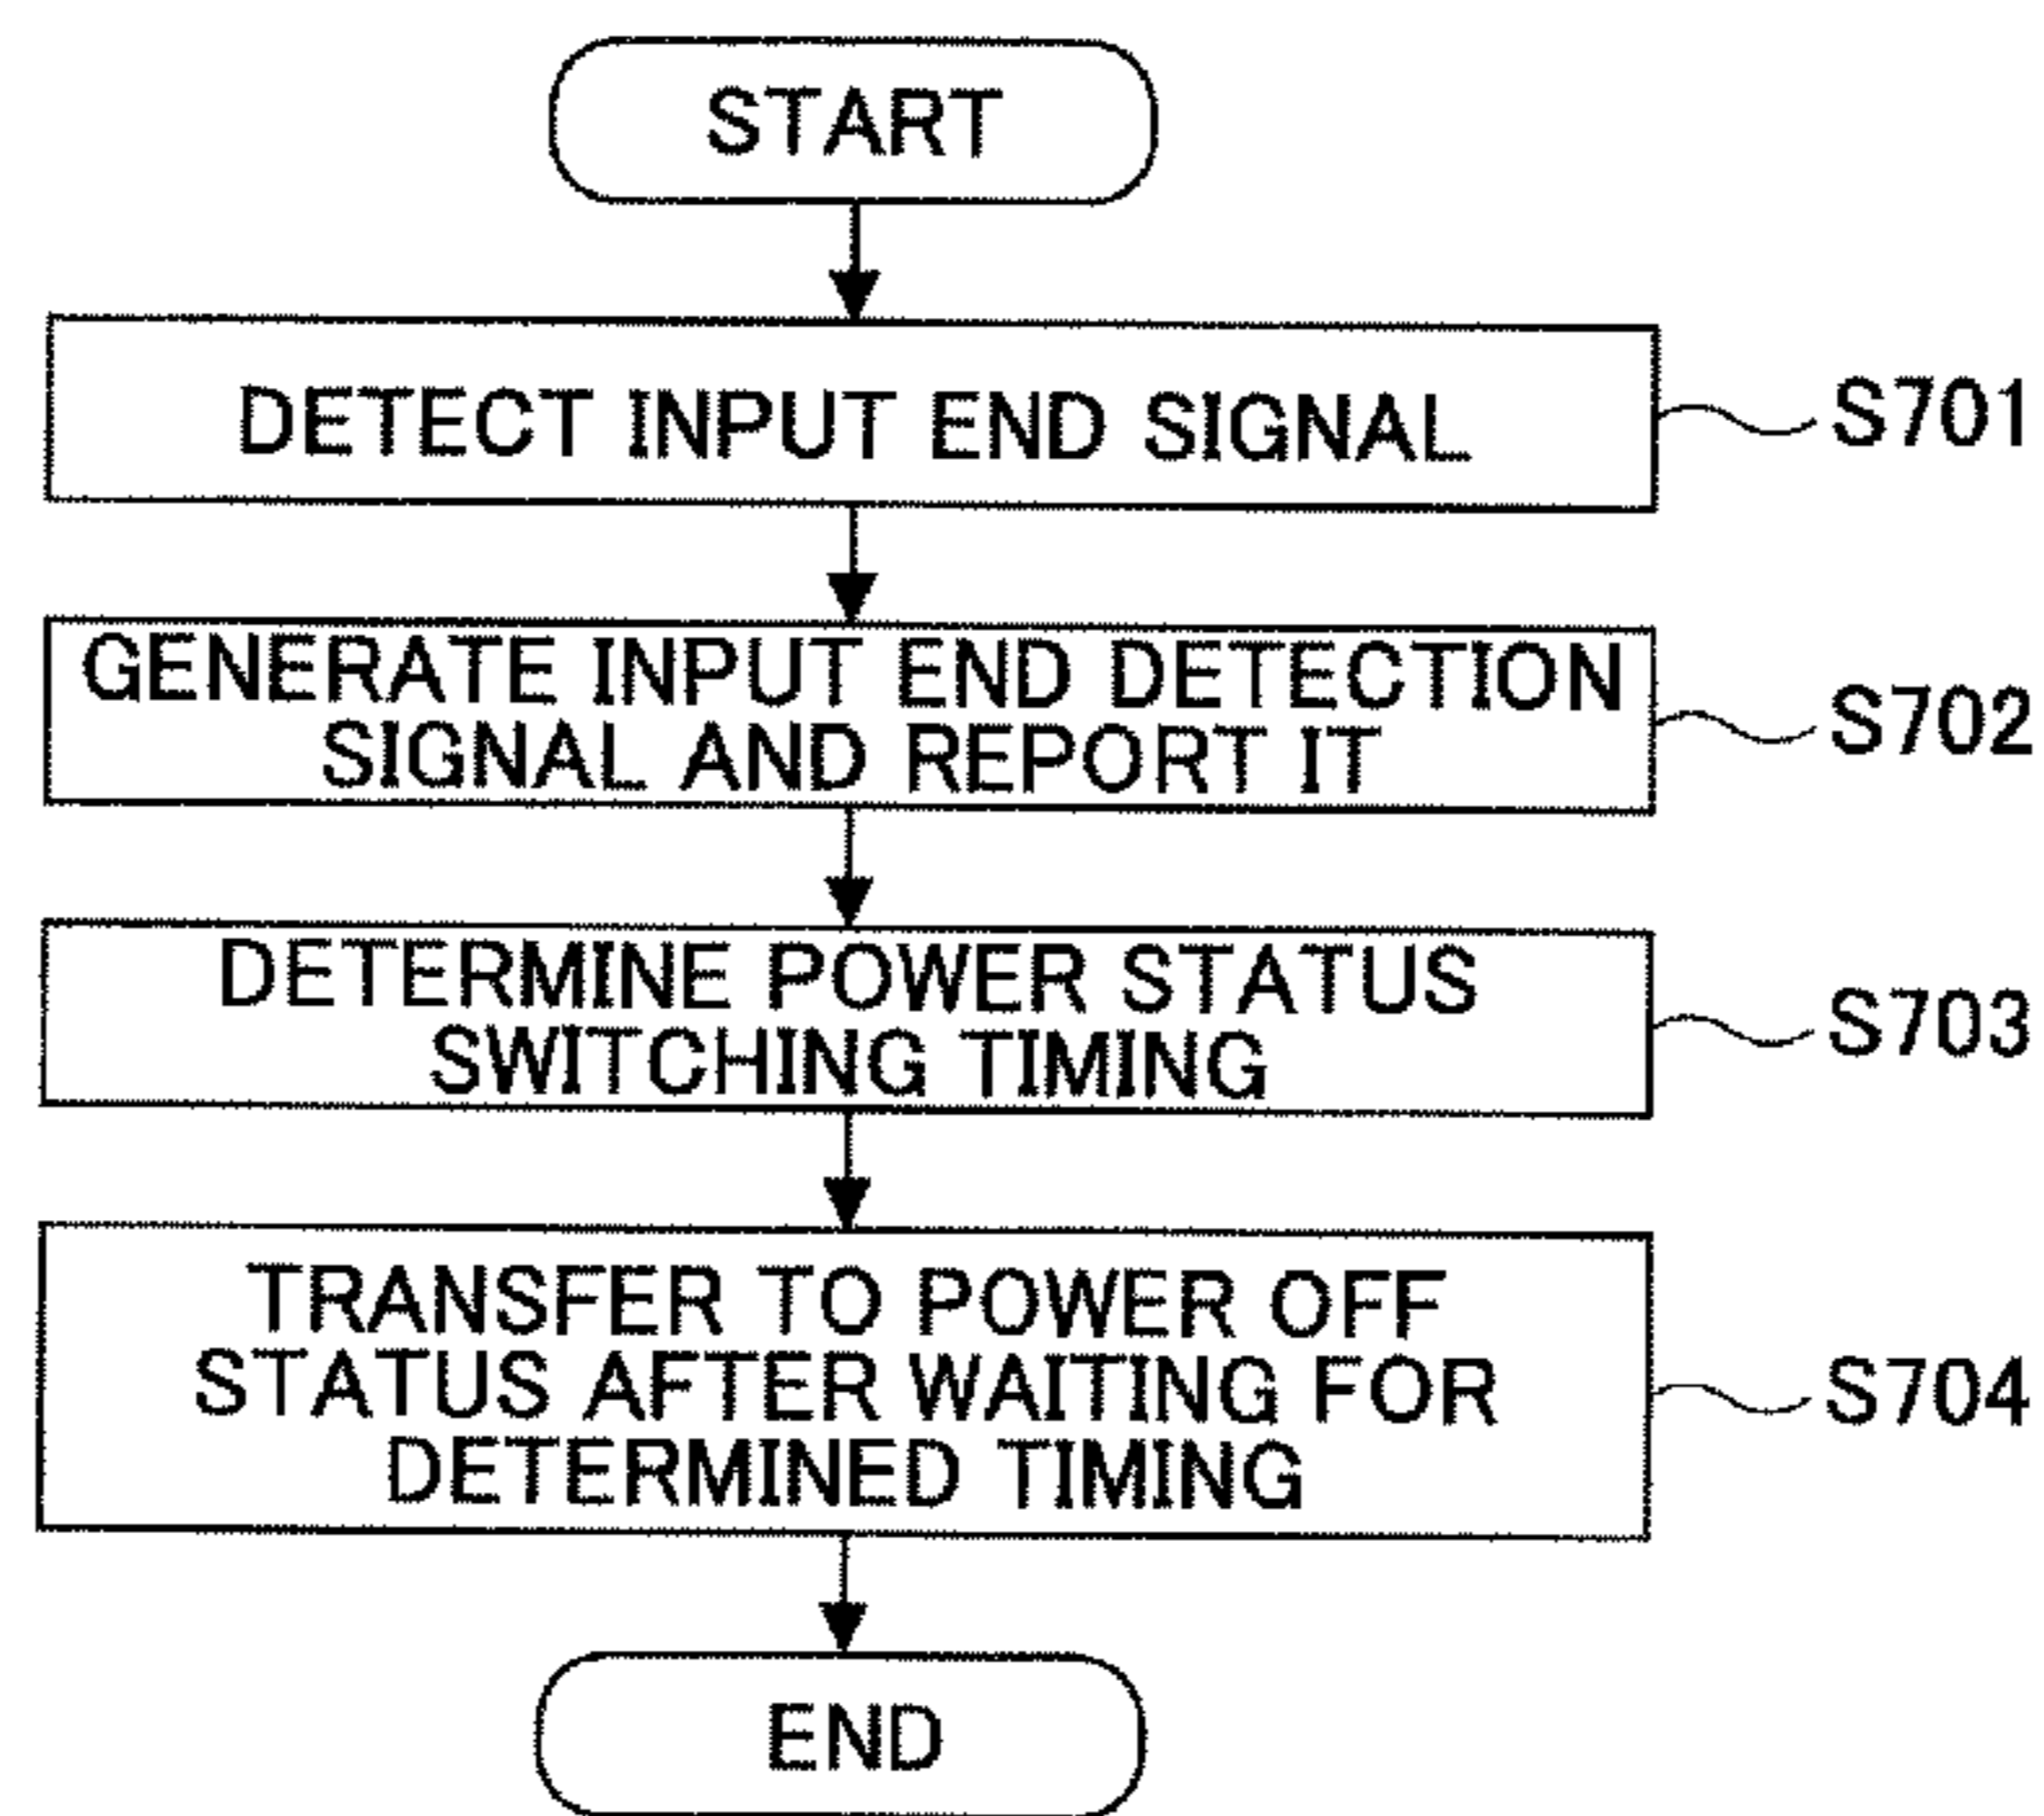 START
DETECT INPUT END SIGNAL
S701
GENERATE INPUT END DETECTION
SIGNAL AND REPORT IT
S702
DETERMINE POWER STATUS
SWITCHING TIMING
S703
TRANSFER TO POWER OFF
STATUS AFTER WAITING FOR
DETERMINED TIMING
S704
END